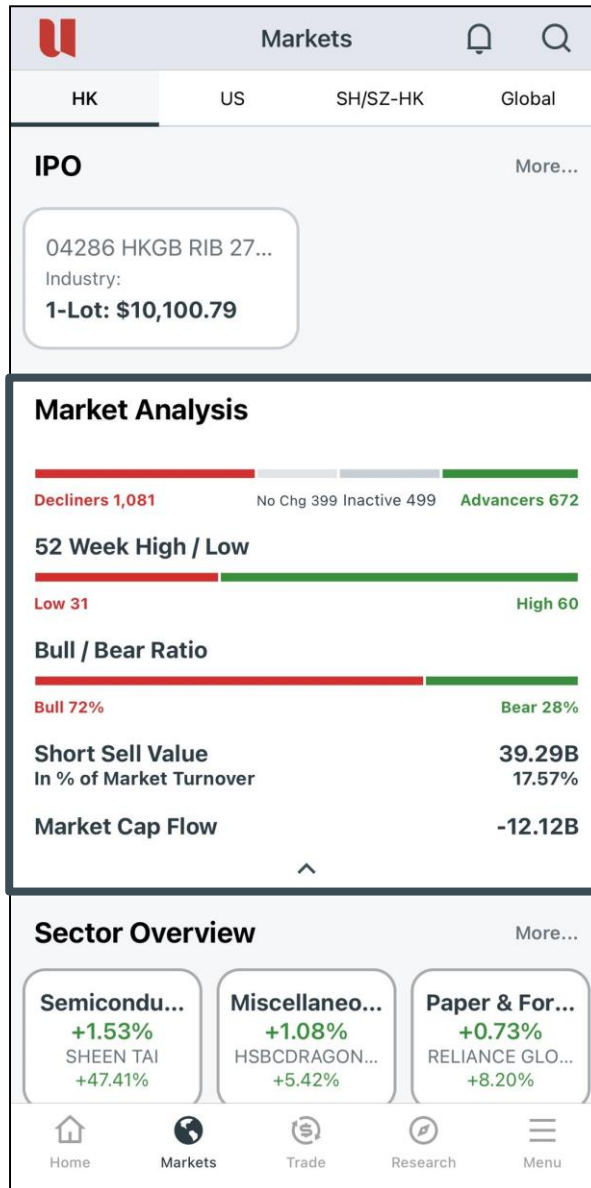 Markets
HK US SH/SZ-HK Global
IPO More...
04286 HKGB RIB 27...
Industry:
1-Lot: $10,100.79
Market Analysis
Decliners 1,081 No Chg 399 Inactive 499 Advancers 672
52 Week High / Low
Low 31 High 60
Bull / Bear Ratio
Bull 72% Bear 28%
Short Sell Value 39.29B
In % of Market Turnover 17.57%
Market Cap Flow -12.12B
Sector Overview More...
Semicondu... Miscellaneo... Paper & For...
+1.53% +1.08% +0.73%
SHEEN TAI HSBCDRAGON... RELIANCE GLO...
+47.41% +5.42% +8.20%
Home Markets Trade Research Menu